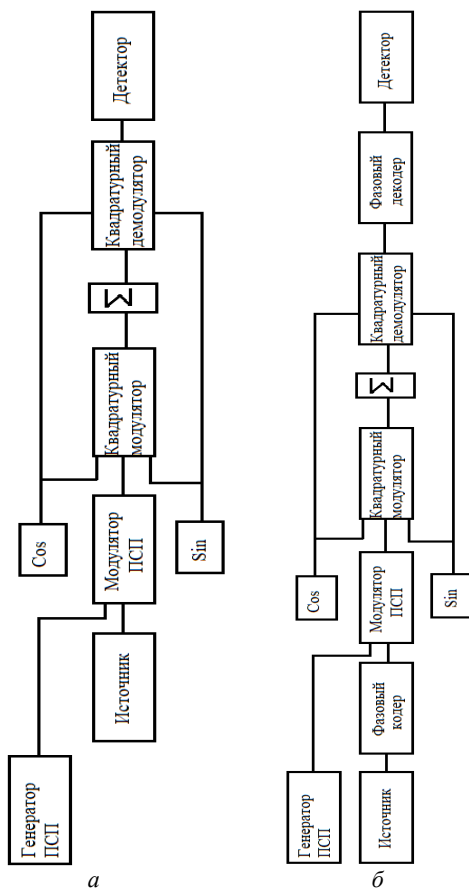 Генератор
ПСП
Источник
Модулятор
ПСП
Cos
Sin
Квадратурный
модулятор
Σ
Квадратурный
демодулятор
Детектор
а
Генератор
ПСП
Источник
Фазовый
кодер
Модулятор
ПСП
Cos
Sin
Квадратурный
модулятор
Σ
Квадратурный
демодулятор
Фазовый
декодер
Детектор
б